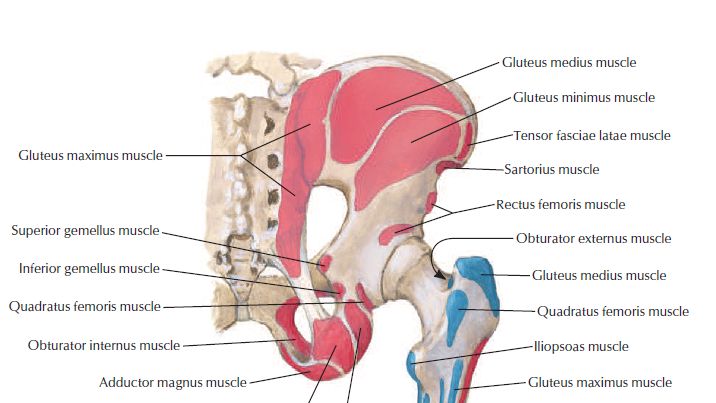 Gluteus medius muscle
Gluteus minimus muscle
Tensor fasciae latae muscle
Gluteus maximus muscle
Sartorius muscle
Rectus femoris muscle
Superior gemellus muscle
Obturator externus muscle
Inferior gemellus muscle
Gluteus medius muscle
Quadratus femoris muscle
Quadratus femoris muscle
Obturator internus muscle
Iliopsoas muscle
Adductor magnus muscle
Gluteus maximus muscle